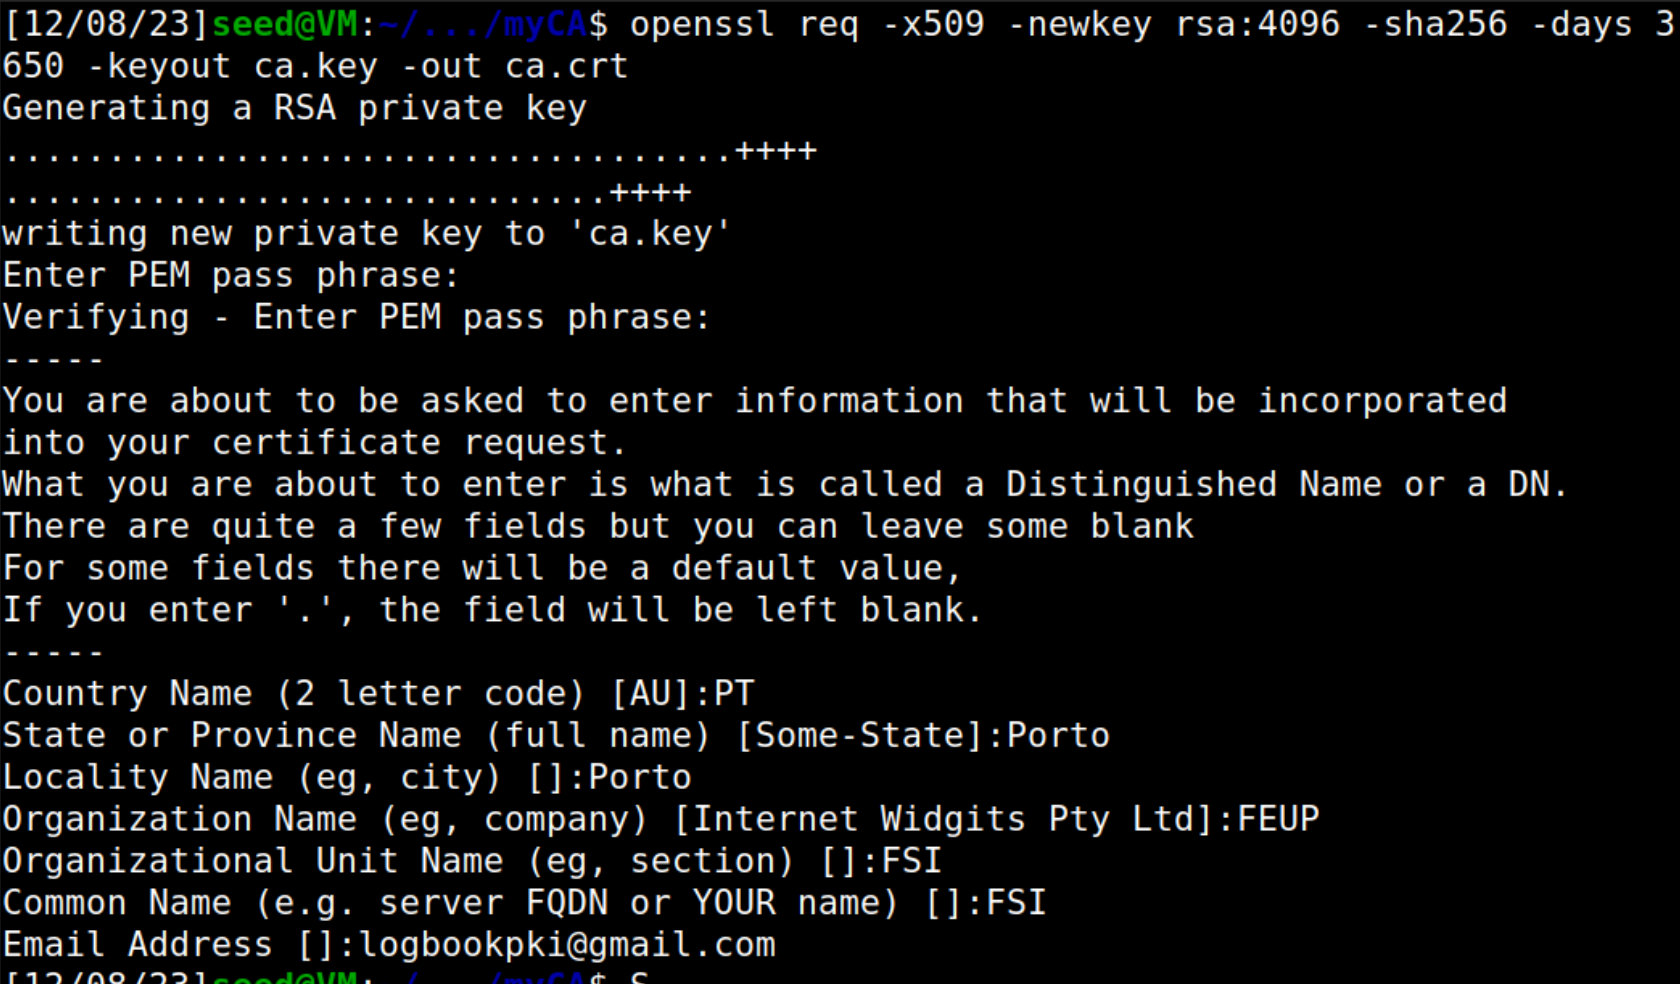 [12/08/23]seed@VM:~/.../myCA$ openssl req -x509 -newkey rsa:4096 -sha256 -days 3
650 -keyout ca.key -out ca.crt
Generating a RSA private key
...................................++++
.............................++++
writing new private key to 'ca.key'
Enter PEM pass phrase:
Verifying - Enter PEM pass phrase:
-----
You are about to be asked to enter information that will be incorporated
into your certificate request.
What you are about to enter is what is called a Distinguished Name or a DN.
There are quite a few fields but you can leave some blank
For some fields there will be a default value,
If you enter '.', the field will be left blank.
-----
Country Name (2 letter code) [AU]:PT
State or Province Name (full name) [Some-State]:Porto
Locality Name (eg, city) []:Porto
Organization Name (eg, company) [Internet Widgits Pty Ltd]:FEUP
Organizational Unit Name (eg, section) []:FSI
Common Name (e.g. server FQDN or YOUR name) []:FSI
Email Address []:logbookpki@gmail.com
[12/08/23]seed@VM:~/.../myCA$ S